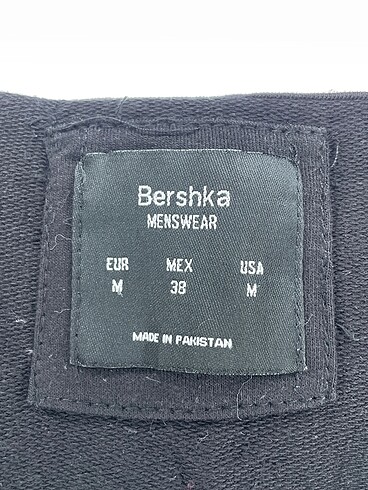 Bershka
MENSWEAR
EUR MEX USA
M 38 M
MADE IN PAKISTAN